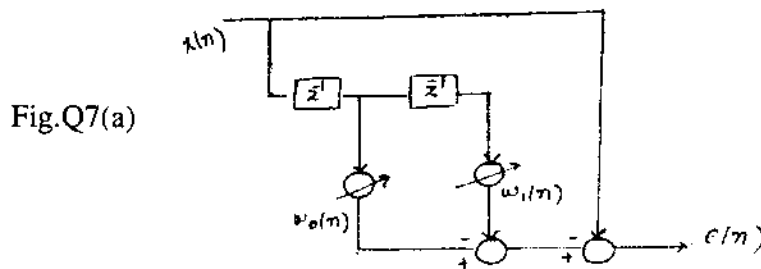 x(n)
z⁻¹ z⁻¹
Fig.Q7(a)
w₀(n)
w₁(n)
- -
+ +
e(n)